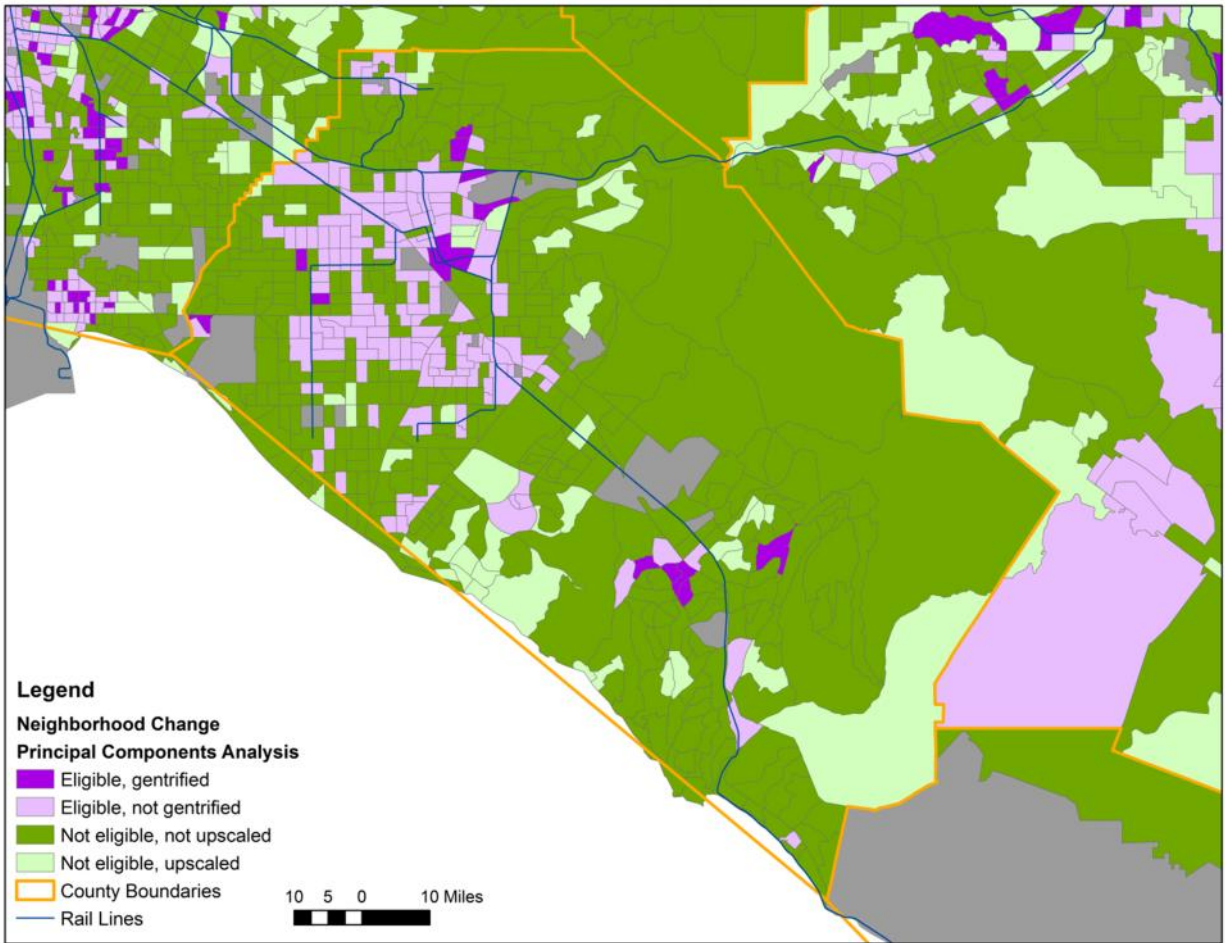 Legend
Neighborhood Change
Principal Components Analysis
Eligible, gentrified
Eligible, not gentrified
Not eligible, not upscaled
Not eligible, upscaled
County Boundaries
Rail Lines
10 5 0 10 Miles